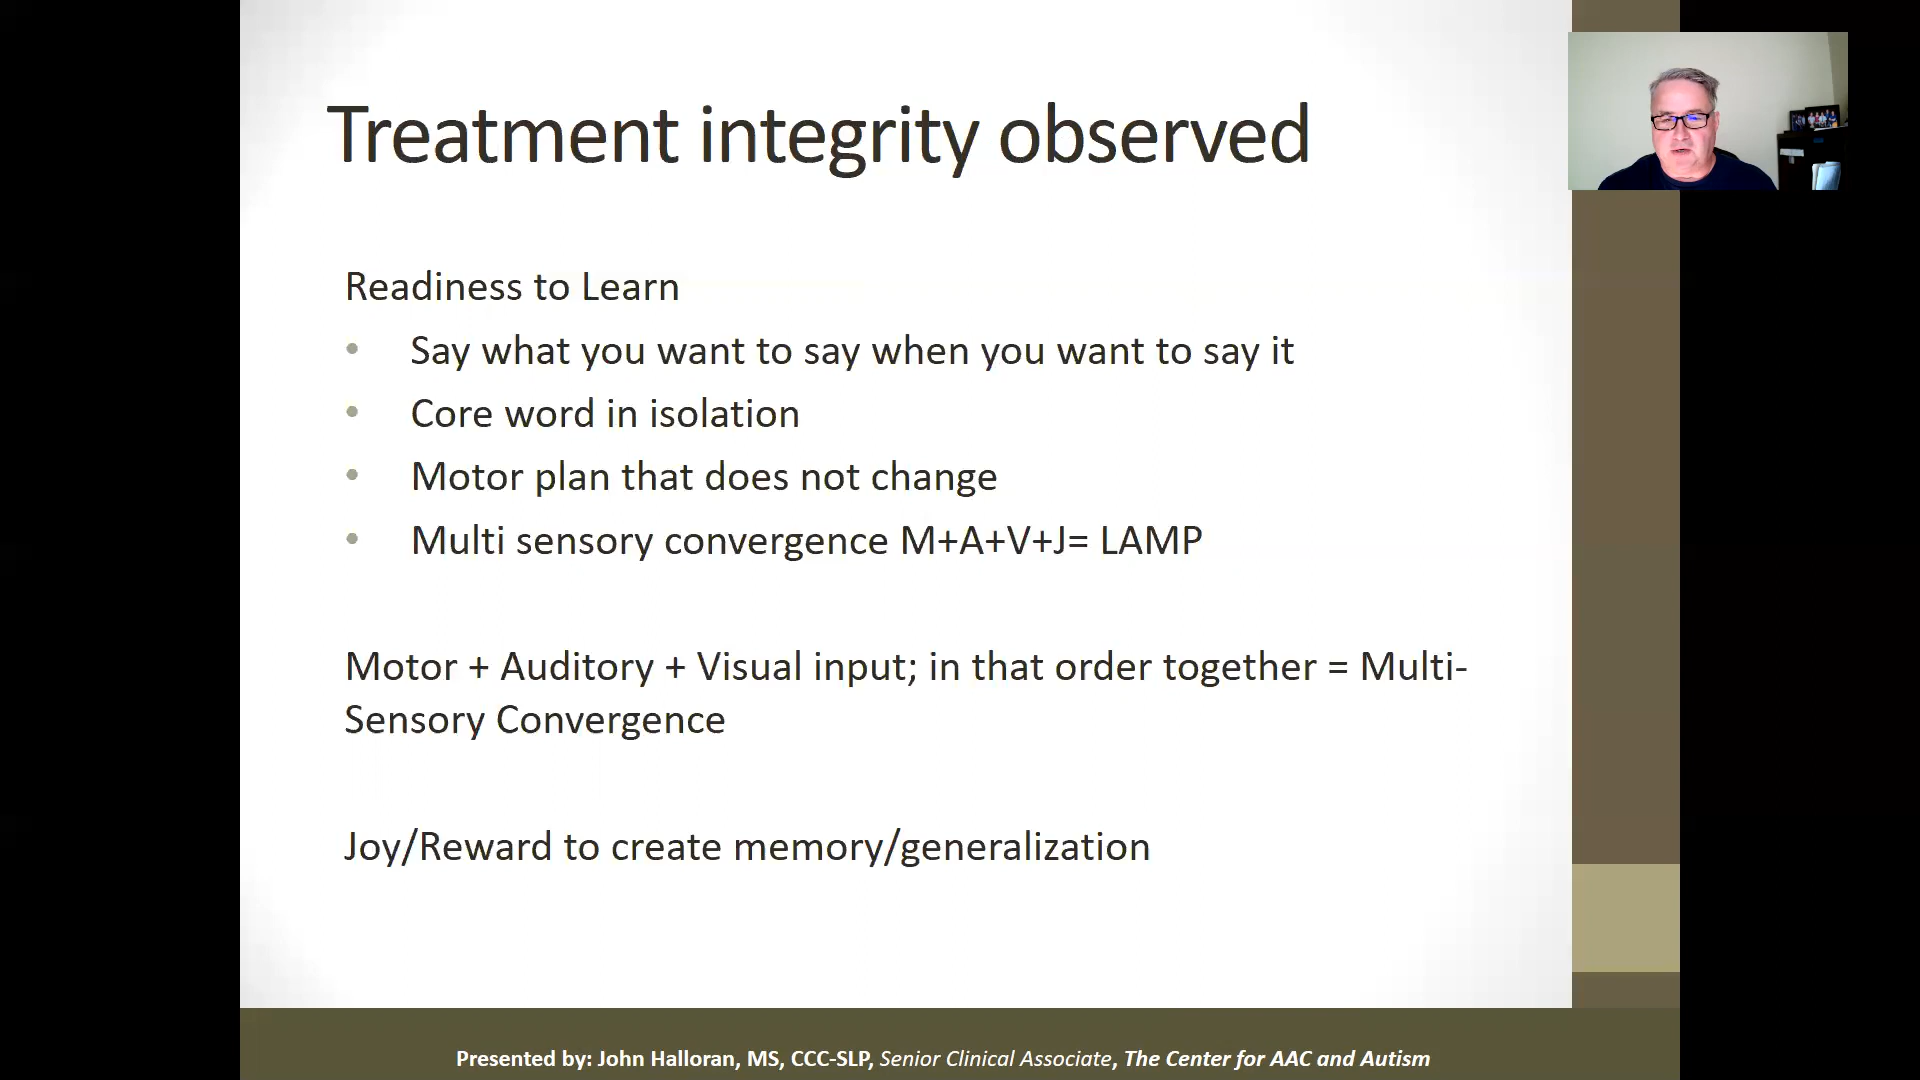 Treatment integrity observed
Readiness to Learn
• Say what you want to say when you want to say it
• Core word in isolation
• Motor plan that does not change
• Multi sensory convergence M+A+V+J= LAMP
Motor + Auditory + Visual input; in that order together = Multi-
Sensory Convergence
Joy/Reward to create memory/generalization
Presented by: John Halloran, MS, CCC-SLP, Senior Clinical Associate, The Center for AAC and Autism